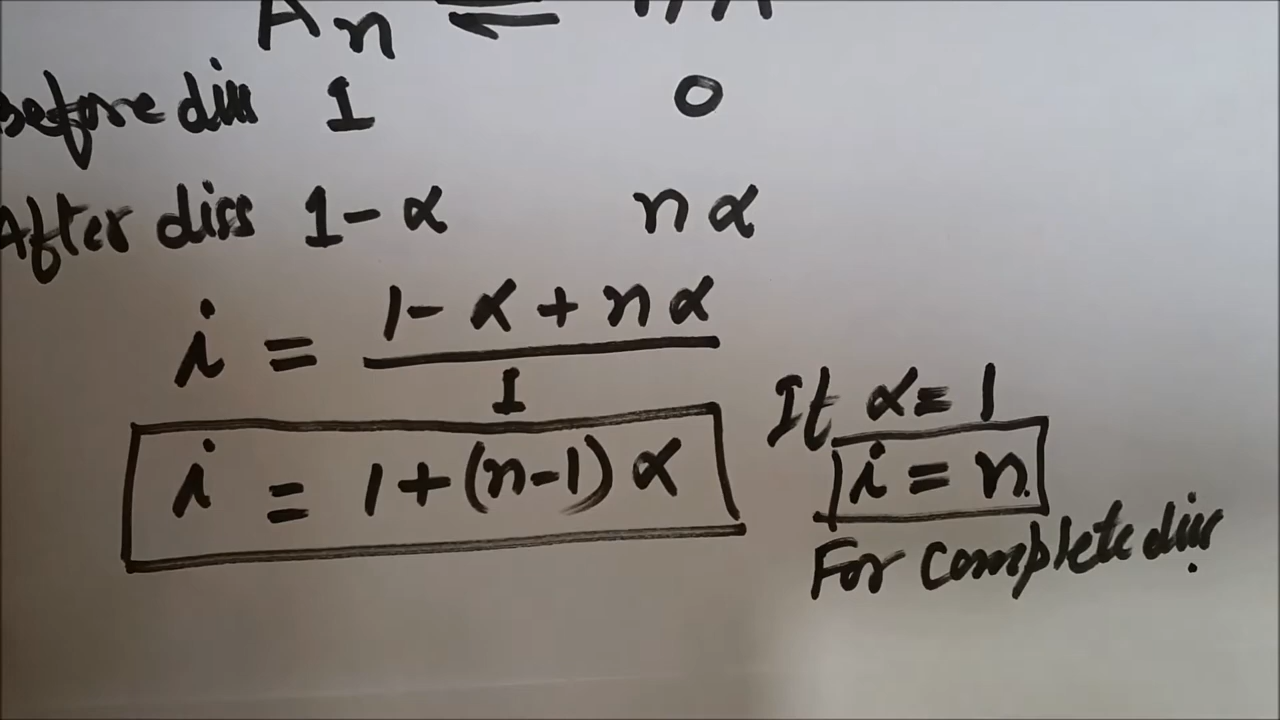 An ⇌ nA
Before diss 1 0
After diss 1 - α nα
i = 1 - α + nα / 1
i = 1 + (n-1) α
If α = 1
i = n
For complete diss